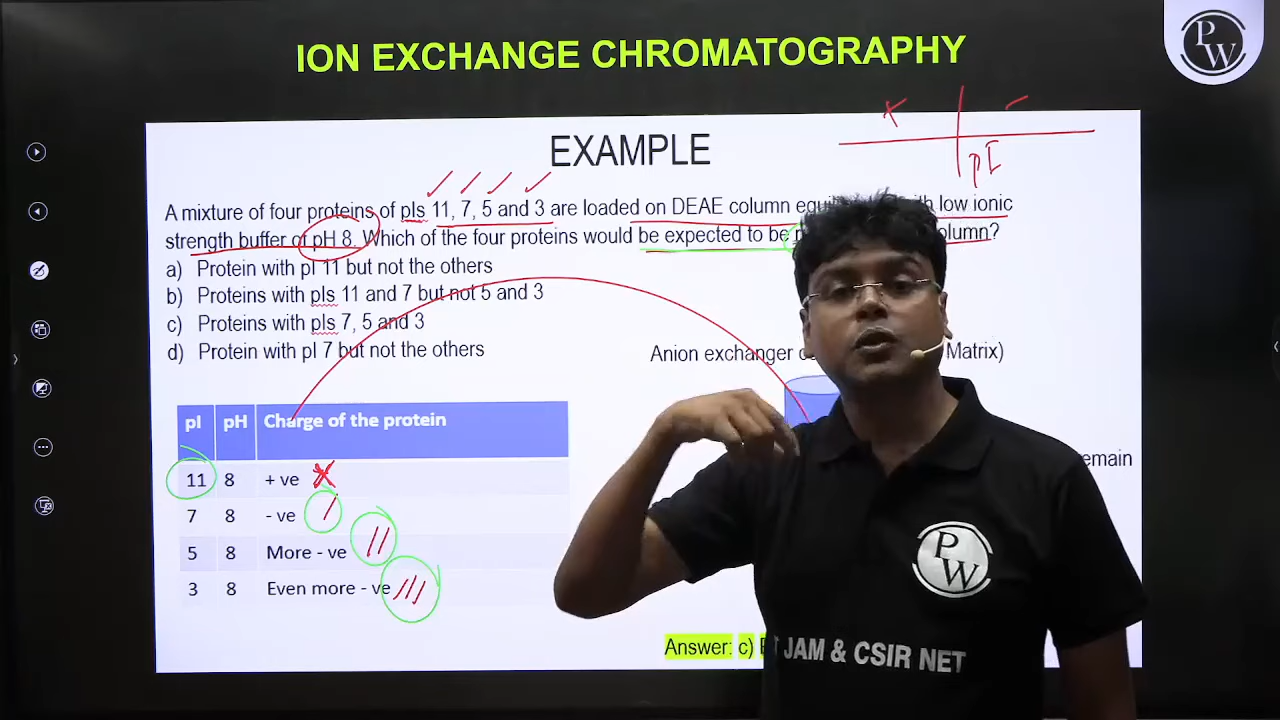 ION EXCHANGE CHROMATOGRAPHY
PW
EXAMPLE
+ -
pI
A mixture of four proteins of pIs 11, 7, 5 and 3 are loaded on DEAE column with low ionic
strength buffer of pH 8. Which of the four proteins would be expected to be column?
a) Protein with pI 11 but not the others
b) Proteins with pIs 11 and 7 but not 5 and 3
c) Proteins with pIs 7, 5 and 3
d) Protein with pI 7 but not the others
Anion exchanger Matrix)
pI pH Charge of the protein
11 8 + ve
7 8 - ve
5 8 More - ve
3 8 Even more - ve
emain
Answer: c)
PW
JAM & CSIR NET